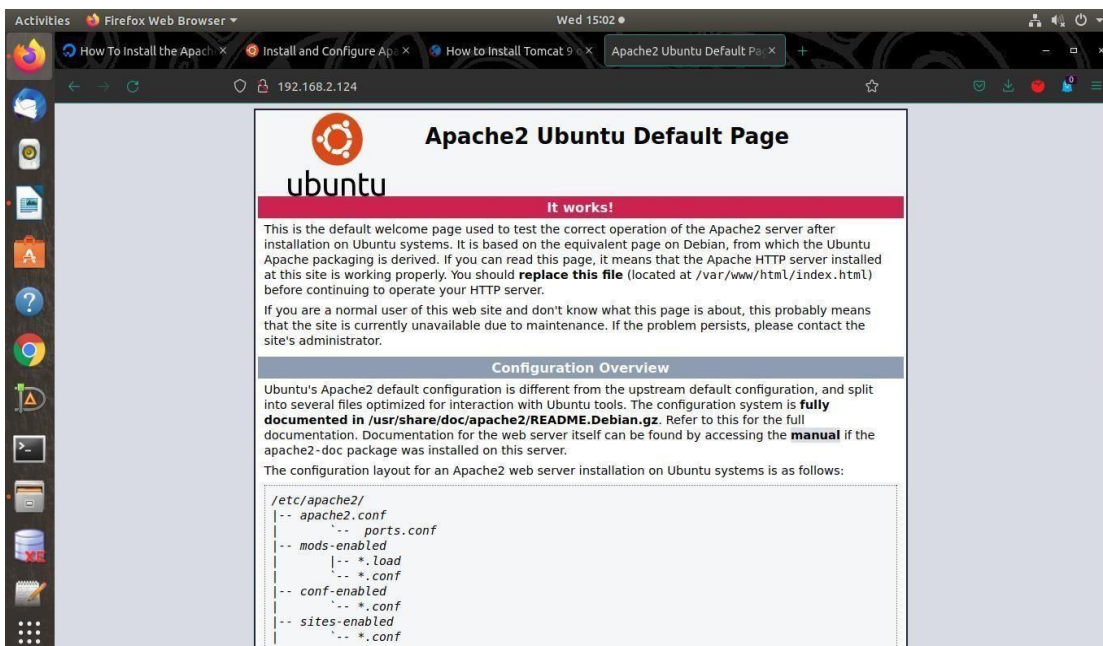 Activities Firefox Web Browser Wed 15:02
How To Install the Apach Install and Configure Apa How to Install Tomcat 9 o Apache2 Ubuntu Default Pag
192.168.2.124
0
ubuntu
Apache2 Ubuntu Default Page
It works!
This is the default welcome page used to test the correct operation of the Apache2 server after
installation on Ubuntu systems. It is based on the equivalent page on Debian, from which the Ubuntu
Apache packaging is derived. If you can read this page, it means that the Apache HTTP server installed
at this site is working properly. You should replace this file (located at /var/www/html/index.html)
before continuing to operate your HTTP server.
If you are a normal user of this web site and don't know what this page is about, this probably means
that the site is currently unavailable due to maintenance. If the problem persists, please contact the
site's administrator.
Configuration Overview
Ubuntu's Apache2 default configuration is different from the upstream default configuration, and split
into several files optimized for interaction with Ubuntu tools. The configuration system is fully
documented in /usr/share/doc/apache2/README.Debian.gz. Refer to this for the full
documentation. Documentation for the web server itself can be found by accessing the manual if the
apache2-doc package was installed on this server.
The configuration layout for an Apache2 web server installation on Ubuntu systems is as follows:
/etc/apache2/
|-- apache2.conf
|       `--  ports.conf
|-- mods-enabled
|       |-- *.load
|       `-- *.conf
|-- conf-enabled
|       `-- *.conf
|-- sites-enabled
|       `-- *.conf
XE